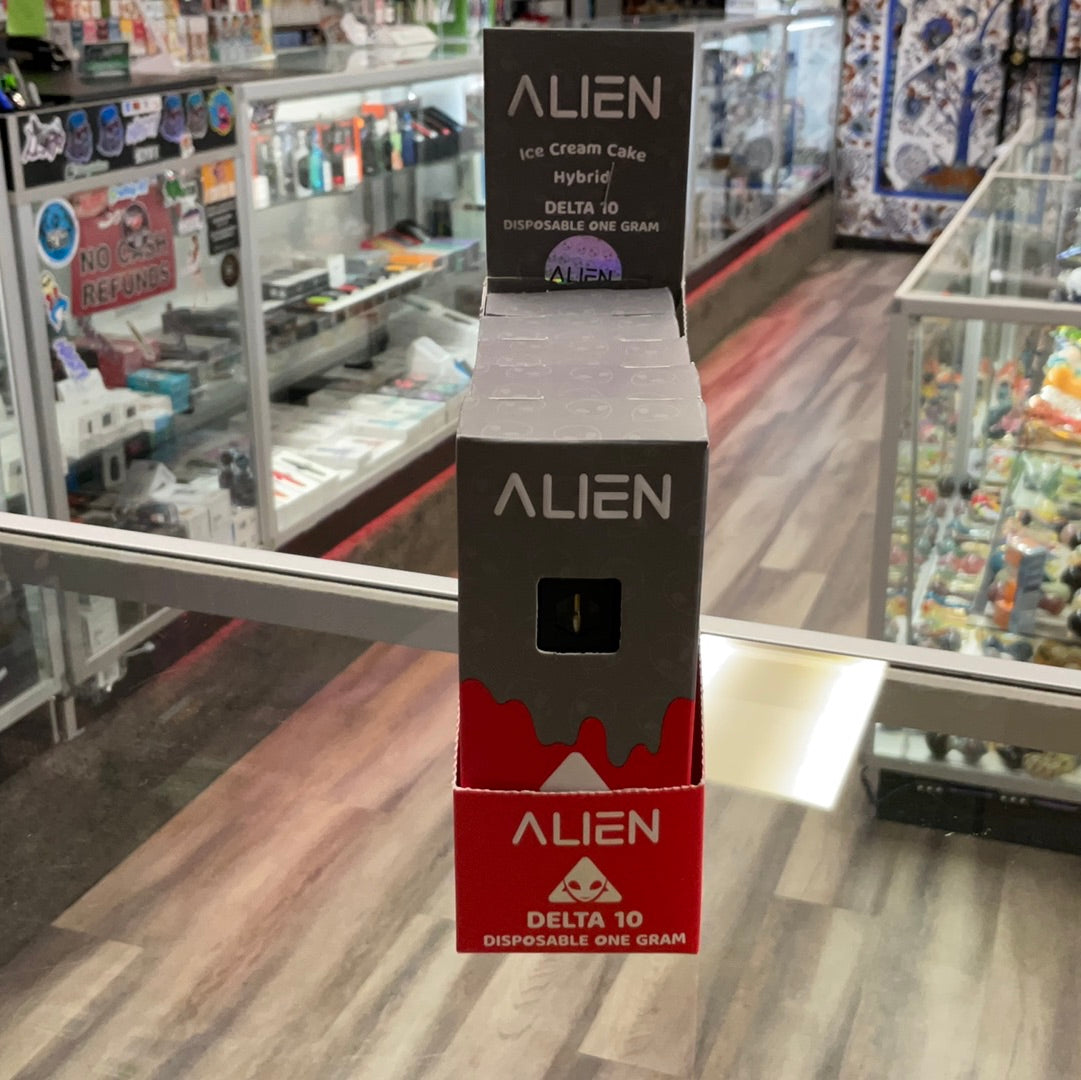 ALIEN
Ice Cream Cake
Hybrid
DELTA 10
DISPOSABLE ONE GRAM
ALIEN
NO CASH
REFUNDS
ALIEN
ALIEN
DELTA 10
DISPOSABLE ONE GRAM